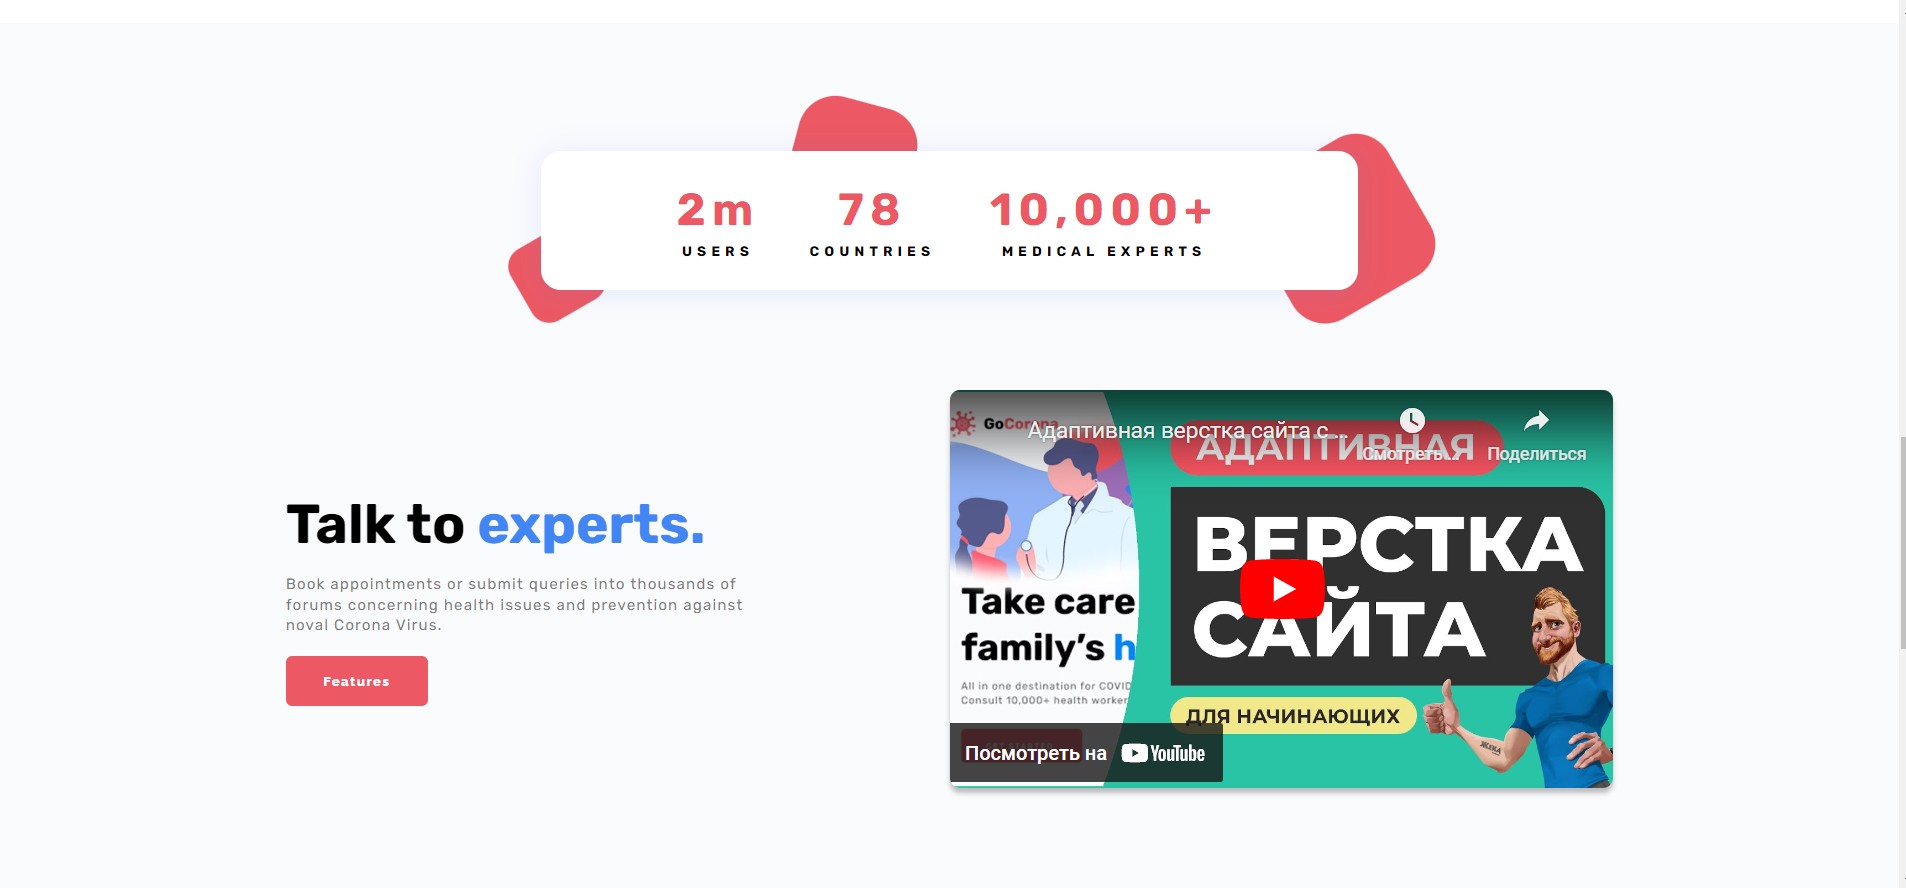 2m
USERS
78
COUNTRIES
10,000+
MEDICAL EXPERTS
Talk to experts.
Book appointments or submit queries into thousands of
forums concerning health issues and prevention against
noval Corona Virus.
Features
GoCorona
Адаптивная верстка сайта с ...
Смотреть...
Поделиться
АДАПТИВНАЯ
ВЕРСТКА
САЙТА
ДЛЯ НАЧИНАЮЩИХ
Take care
family’s h
All in one destination for COVID
Consult 10,000+ health worker
Посмотреть на YouTube
ЖЕКА